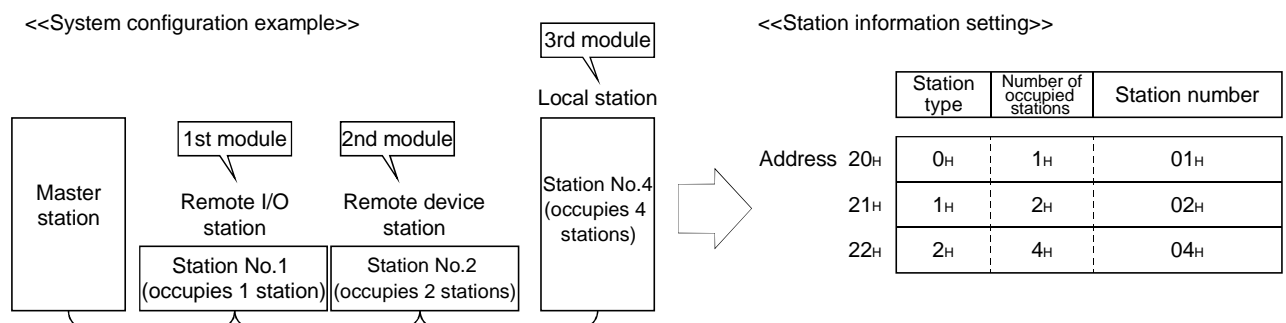 <<System configuration example>>
3rd module
Local station
1st module
2nd module
Master
station
Remote I/O
station
Remote device
station
Station No.4
(occupies 4
stations)
Station No.1
(occupies 1 station)
Station No.2
(occupies 2 stations)
<<Station information setting>>
Station
type
Number of
occupied
stations
Station number
Address 20H 0H 1H 01H
21H 1H 2H 02H
22H 2H 4H 04H